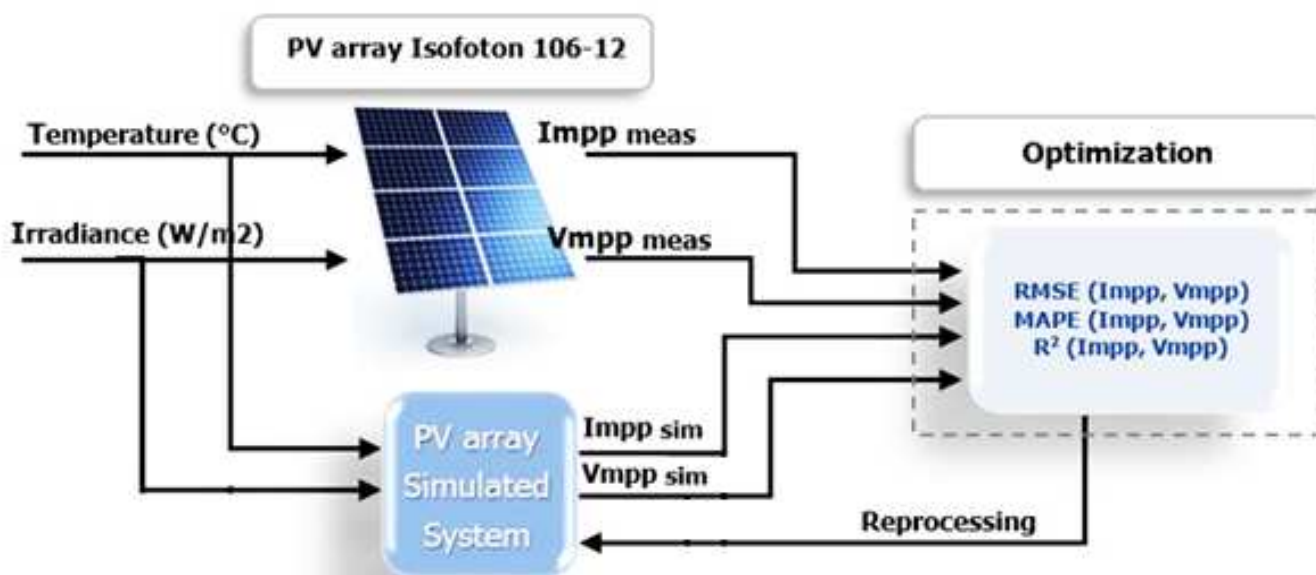 PV array Isofoton 106-12
Temperature (°C)
Irradiance (W/m2)
Impp meas
Vmpp meas
Optimization
RMSE (Impp, Vmpp)
MAPE (Impp, Vmpp)
R² (Impp, Vmpp)
PV array
Simulated
System
Impp sim
Vmpp sim
Reprocessing